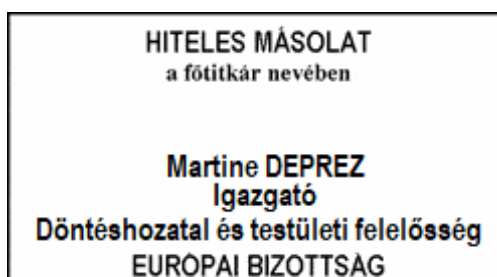 HITELES MÁSOLAT
a főtitkár nevében
Martine DEPREZ
Igazgató
Döntéshozatal és testületi felelősség
EURÓPAI BIZOTTSÁG